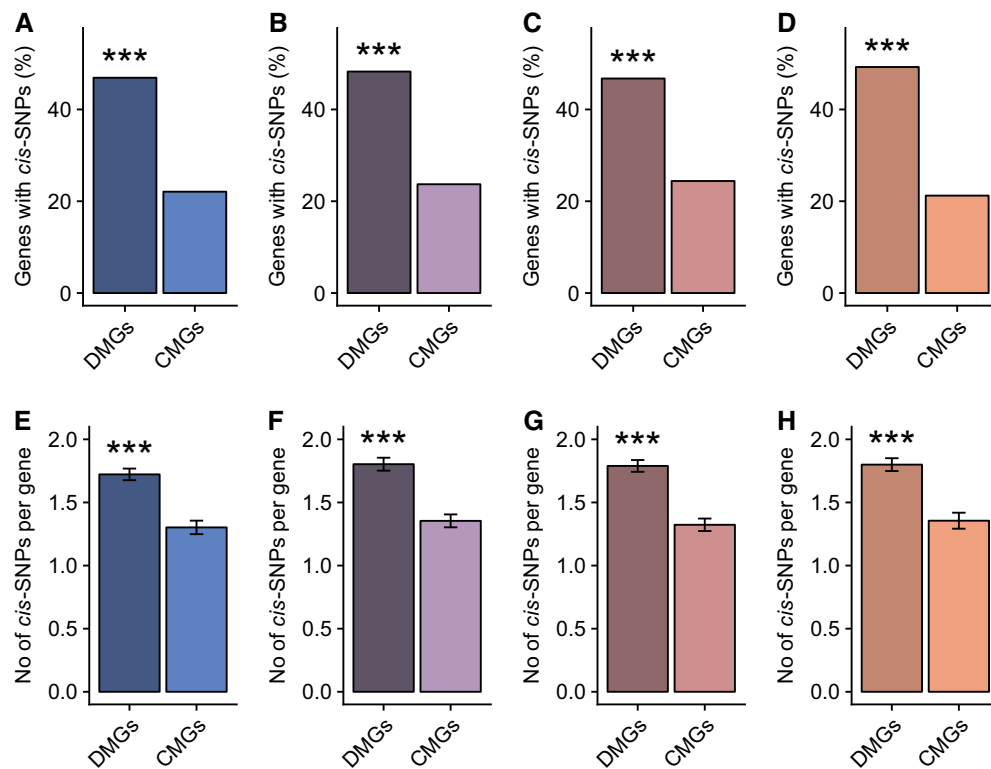 A
Genes with cis-SNPs (%)
40
20
0
***
DMGs
CMGs
B
Genes with cis-SNPs (%)
40
20
0
***
DMGs
CMGs
C
Genes with cis-SNPs (%)
40
20
0
***
DMGs
CMGs
D
Genes with cis-SNPs (%)
40
20
0
***
DMGs
CMGs
E
No of cis-SNPs per gene
2.0
1.5
1.0
0.5
0.0
***
DMGs
CMGs
F
No of cis-SNPs per gene
2.0
1.5
1.0
0.5
0.0
***
DMGs
CMGs
G
No of cis-SNPs per gene
2.0
1.5
1.0
0.5
0.0
***
DMGs
CMGs
H
No of cis-SNPs per gene
2.0
1.5
1.0
0.5
0.0
***
DMGs
CMGs